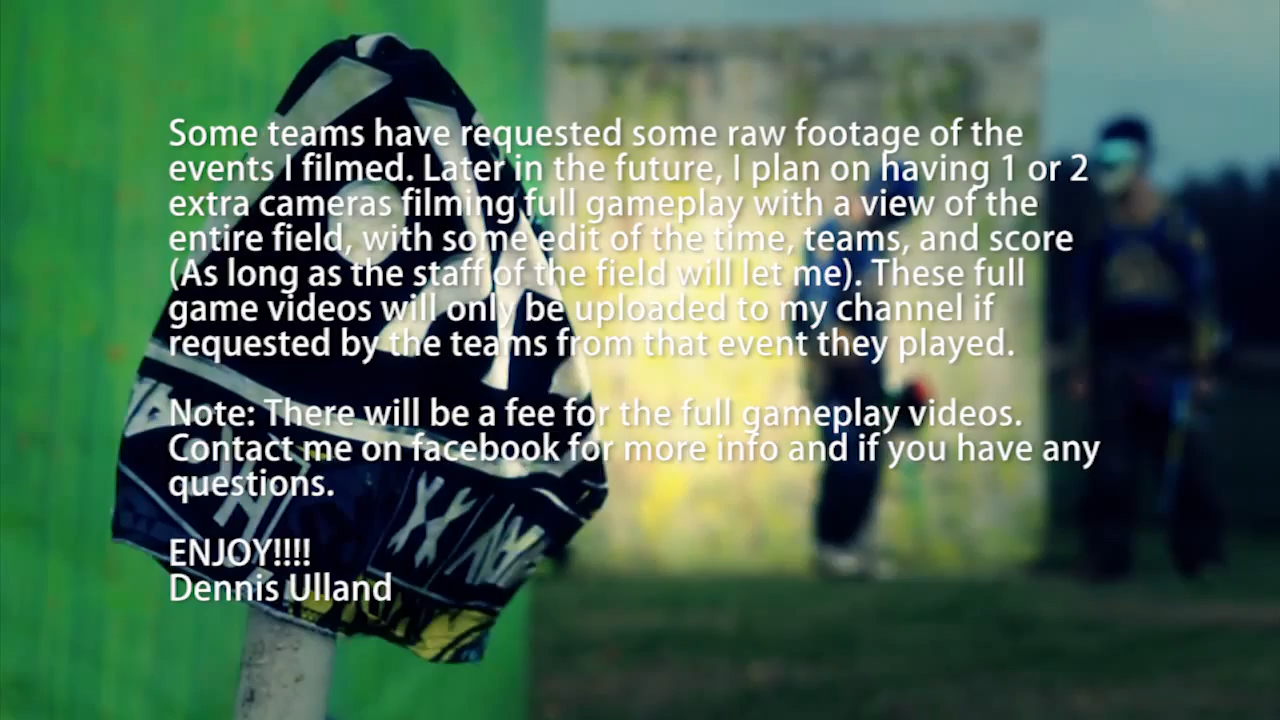 Some teams have requested some raw footage of the
events I filmed. Later in the future, I plan on having 1 or 2
extra cameras filming full gameplay with a view of the
entire field, with some edit of the time, teams, and score
(As long as the staff of the field will let me). These full
game videos will only be uploaded to my channel if
requested by the teams from that event they played.
Note: There will be a fee for the full gameplay videos.
Contact me on facebook for more info and if you have any
questions.
ENJOY!!!!
Dennis Ulland